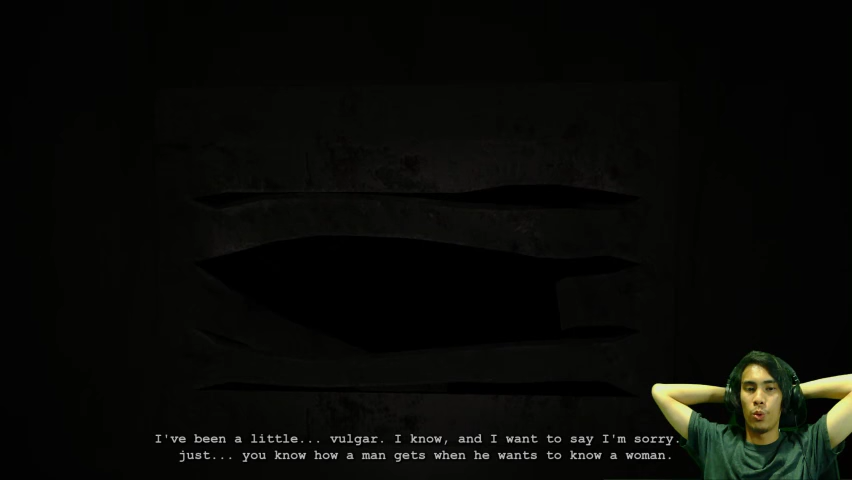 I've been a little... vulgar. I know, and I want to say I'm sorry.
just... you know how a man gets when he wants to know a woman.